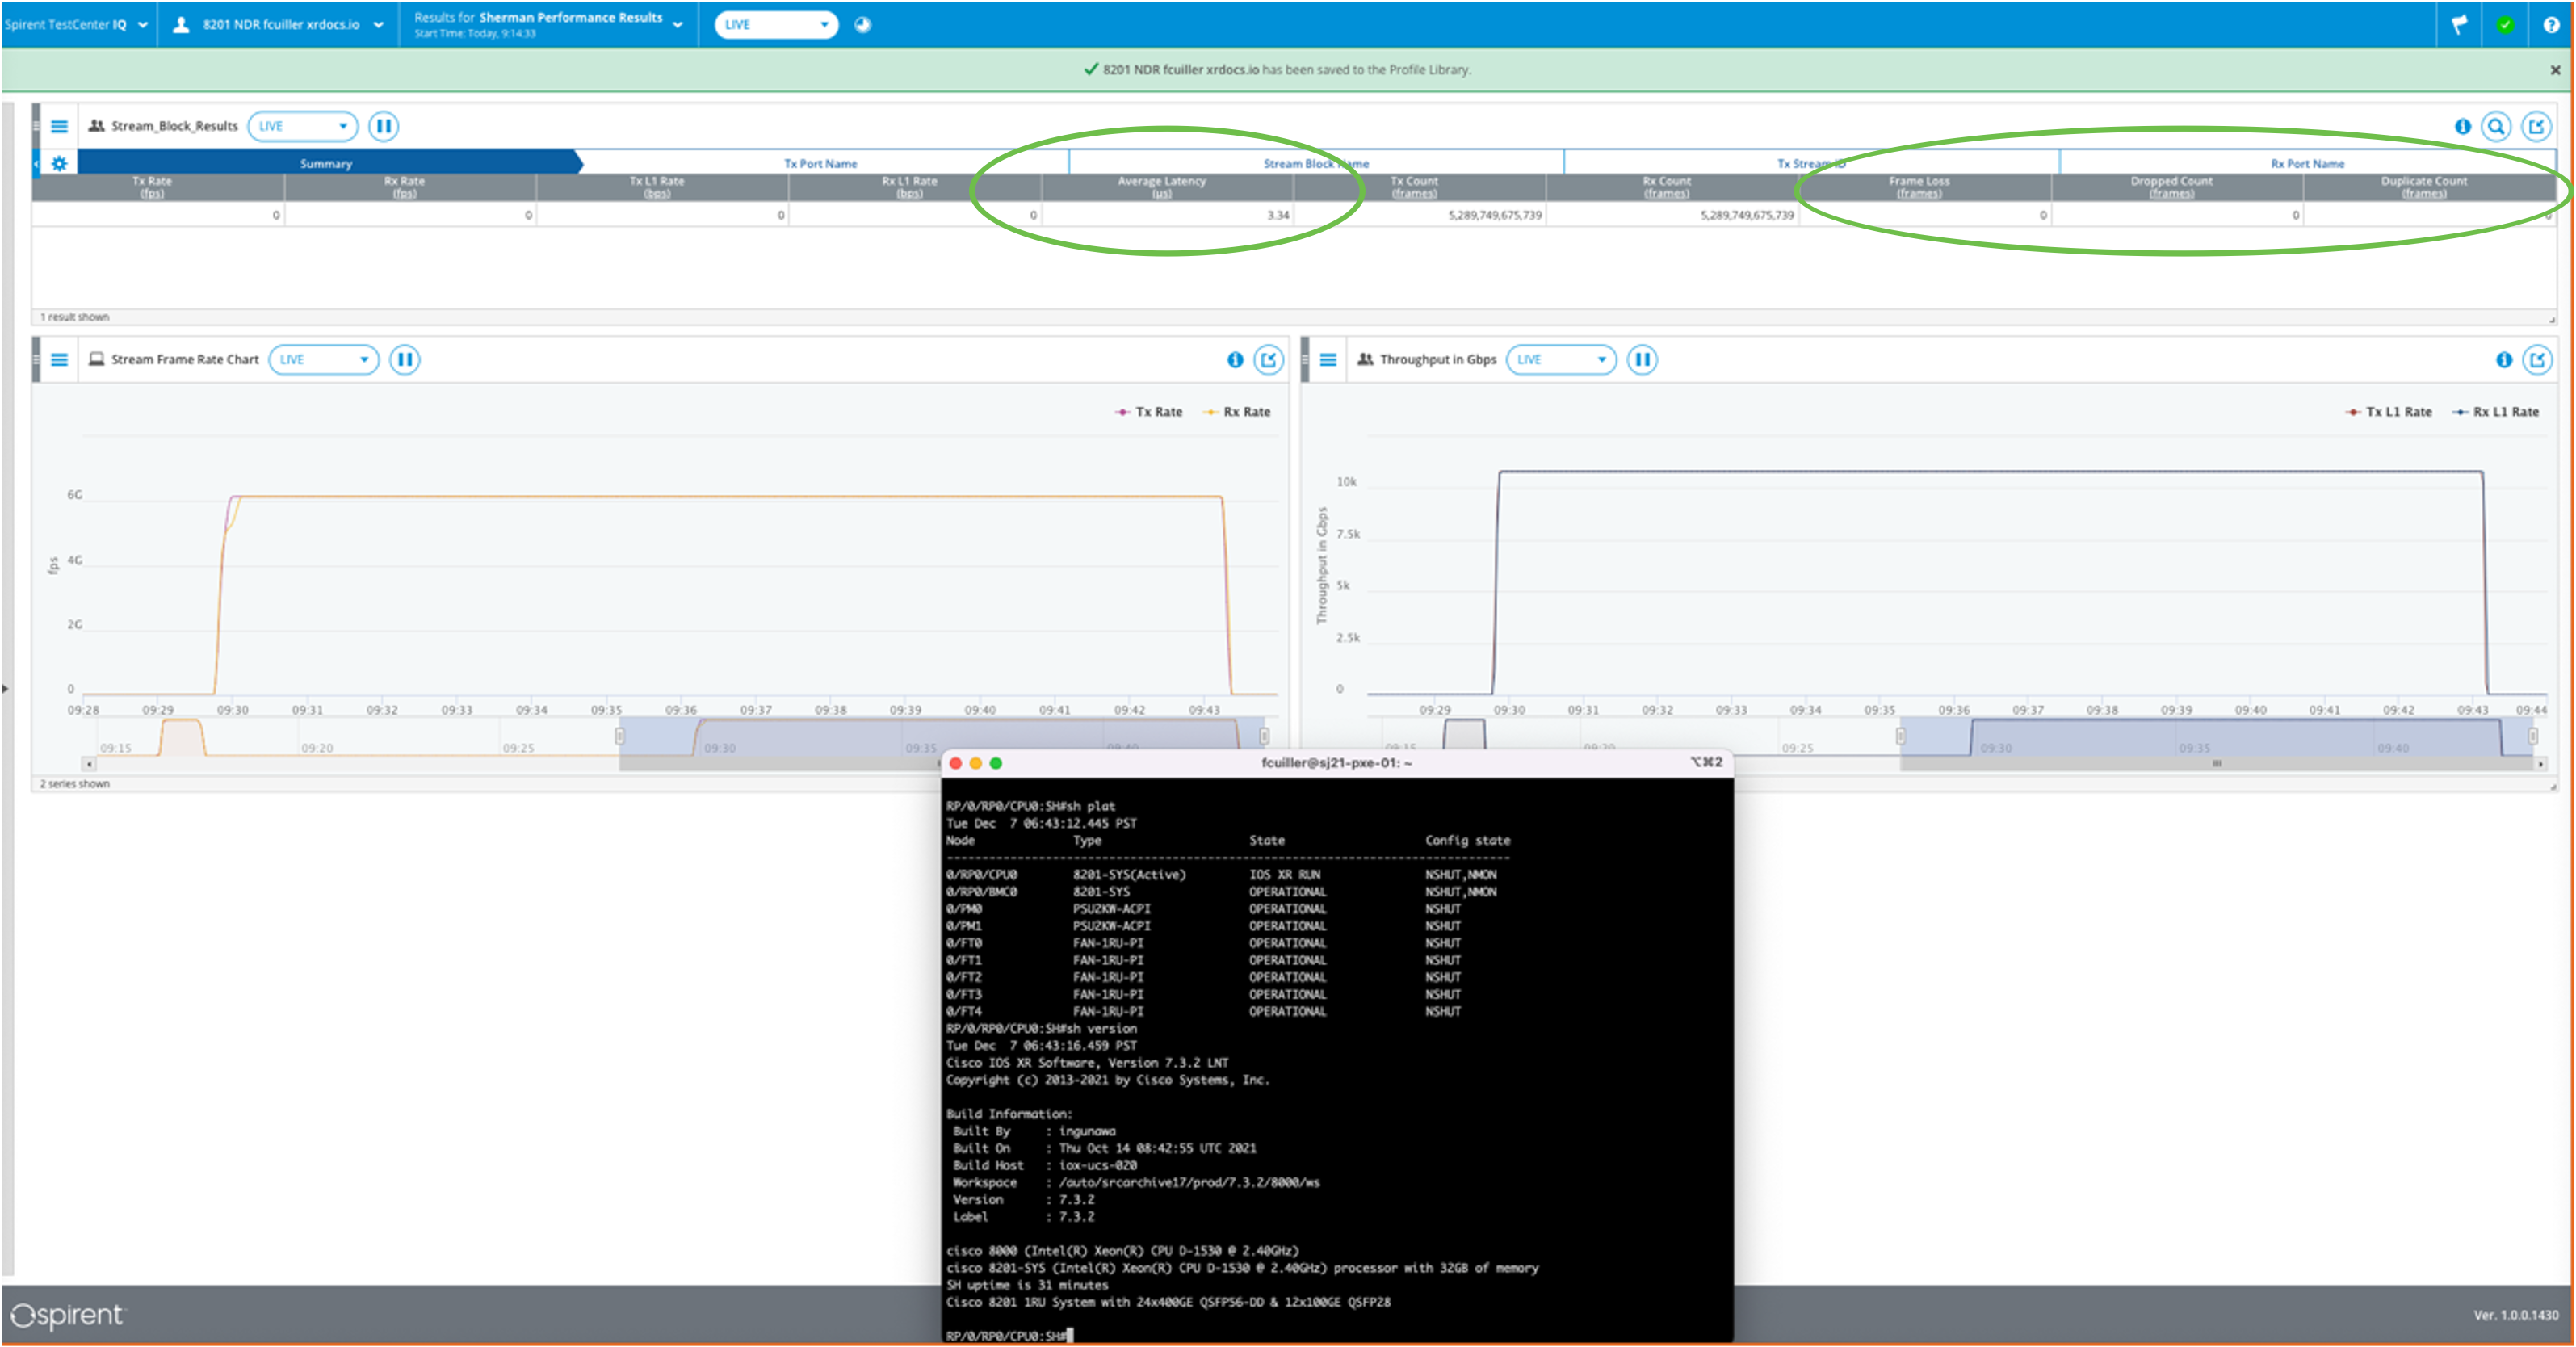 Spirent TestCenter IQ
8201 NDR fcuiller xrdocs.io
Results for Sherman Performance Results
Start Time: Today, 9:14:33
LIVE
8201 NDR fcuiller xrdocs.io has been saved to the Profile Library.
Stream_Block_Results LIVE
Summary Tx Port Name Stream Block Name Tx Stream ID Rx Port Name
Tx Rate (fps) Rx Rate (fps) Tx L1 Rate (bps) Rx L1 Rate (bps) Average Latency (µs) Tx Count (frames) Rx Count (frames) Frame Loss (frames) Dropped Count (frames) Duplicate Count (frames)
0 0 0 0 3.34 5,289,749,675,739 5,289,749,675,739 0 0 0
1 result shown
Stream Frame Rate Chart LIVE
Tx Rate Rx Rate
fps
6G
4G
2G
0
09:28 09:29 09:30 09:31 09:32 09:33 09:34 09:35 09:36 09:37 09:38 09:39 09:40 09:41 09:42 09:43
09:15 09:20 09:25 09:30 09:35 09:40
2 series shown
Throughput in Gbps LIVE
Tx L1 Rate Rx L1 Rate
Throughput in Gbps
10k
7.5k
5k
2.5k
0
09:29 09:30 09:31 09:32 09:33 09:34 09:35 09:36 09:37 09:38 09:39 09:40 09:41 09:42 09:43 09:44
09:15 09:20 09:25 09:30 09:35 09:40
fcuiller@sj21-pxe-01: ~ ⌥⌘2
RP/0/RP0/CPU0:SH#sh plat
Tue Dec 7 06:43:12.445 PST
Node Type State Config state
--------------------------------------------------------------------------------
0/RP0/CPU0 8201-SYS(Active) IOS XR RUN NSHUT,NMON
0/RP0/BMC0 8201-SYS OPERATIONAL NSHUT,NMON
0/PM0 PSU2KW-ACPI OPERATIONAL NSHUT
0/PM1 PSU2KW-ACPI OPERATIONAL NSHUT
0/FT0 FAN-1RU-PI OPERATIONAL NSHUT
0/FT1 FAN-1RU-PI OPERATIONAL NSHUT
0/FT2 FAN-1RU-PI OPERATIONAL NSHUT
0/FT3 FAN-1RU-PI OPERATIONAL NSHUT
0/FT4 FAN-1RU-PI OPERATIONAL NSHUT
RP/0/RP0/CPU0:SH#sh version
Tue Dec 7 06:43:16.459 PST
Cisco IOS XR Software, Version 7.3.2 LNT
Copyright (c) 2013-2021 by Cisco Systems, Inc.
Build Information:
Built By : ingunawa
Built On : Thu Oct 14 08:42:55 UTC 2021
Build Host : iox-ucs-020
Workspace : /auto/srcarchive17/prod/7.3.2/8000/ws
Version : 7.3.2
Label : 7.3.2
cisco 8000 (Intel(R) Xeon(R) CPU D-1530 @ 2.40GHz)
cisco 8201-SYS (Intel(R) Xeon(R) CPU D-1530 @ 2.40GHz) processor with 32GB of memory
SH uptime is 31 minutes
Cisco 8201 1RU System with 24x400GE QSFP56-DD & 12x100GE QSFP28
RP/0/RP0/CPU0:SH#
spirent
Ver. 1.0.0.1430